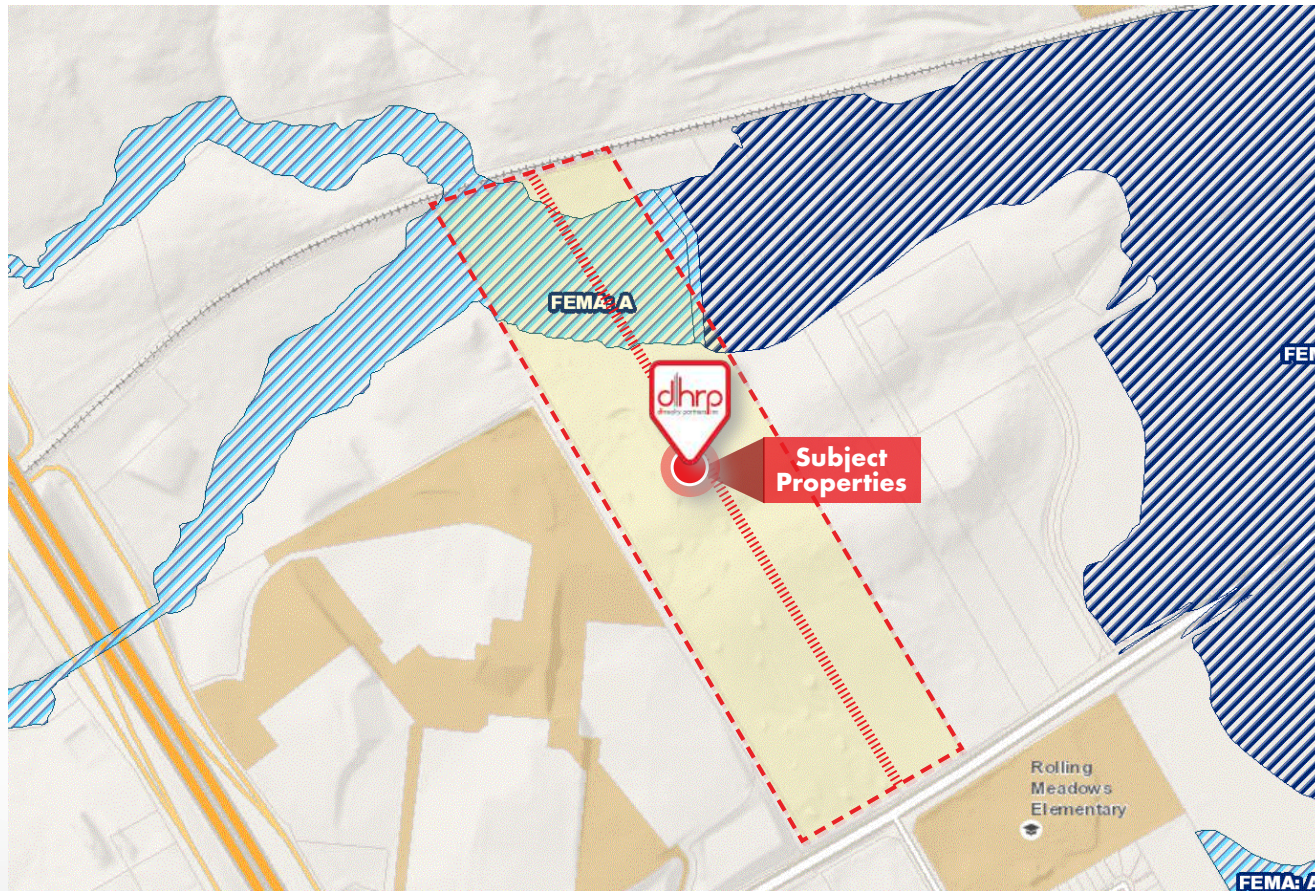 FEMA: A
FEM
dhrp
Subject
Properties
Rolling
Meadows
Elementary
FEMA: A